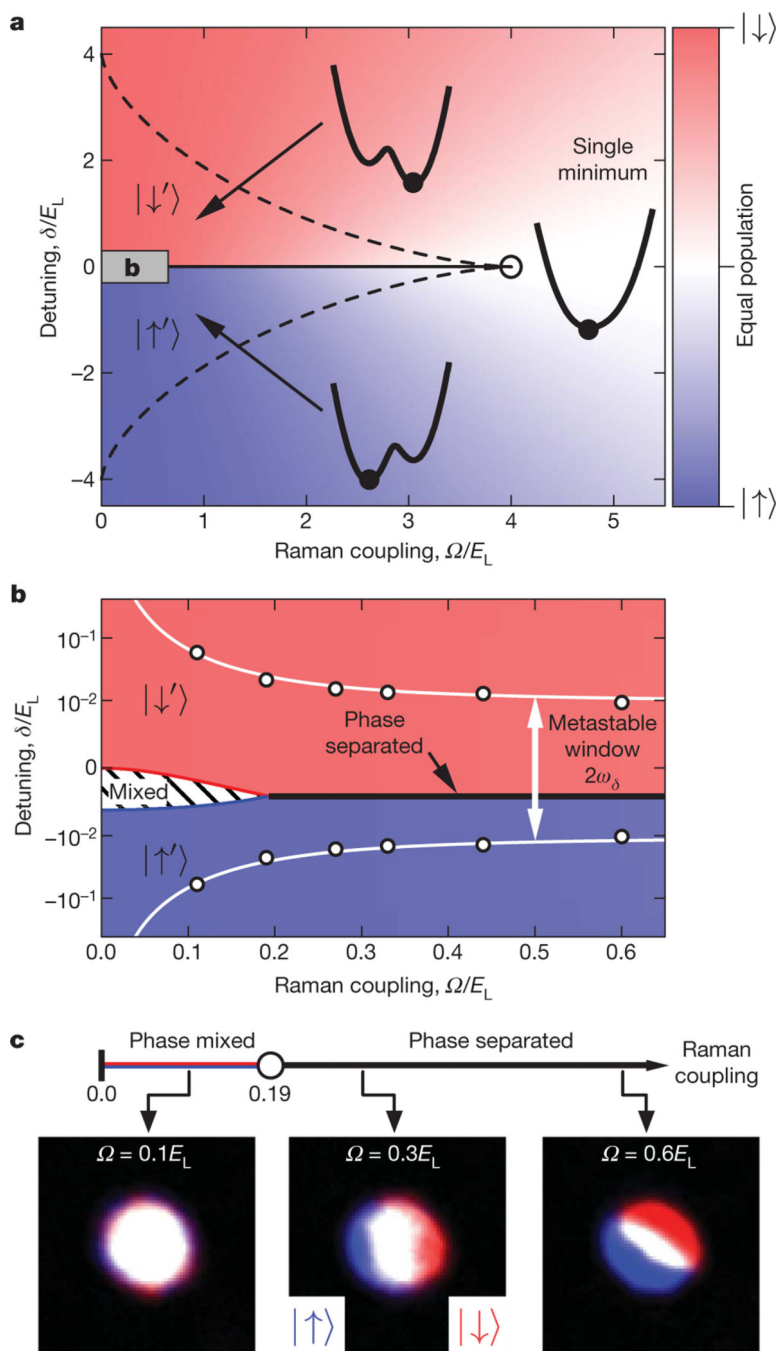 a
4
2
0
−2
−4
Detuning, δ/E_L
|↓′⟩
b
|↑′⟩
Single
minimum
0
1
2
3
4
5
Raman coupling, Ω/E_L
|↓⟩
Equal population
|↑⟩
b
10⁻¹
10⁻²
0
−10⁻²
−10⁻¹
Detuning, δ/E_L
|↓′⟩
Phase
separated
Metastable
window
2ω_δ
Mixed
|↑′⟩
0.0
0.1
0.2
0.3
0.4
0.5
0.6
Raman coupling, Ω/E_L
c
Phase mixed
Phase separated
Raman
coupling
0.0
0.19
Ω = 0.1E_L
Ω = 0.3E_L
Ω = 0.6E_L
|↑⟩
|↓⟩